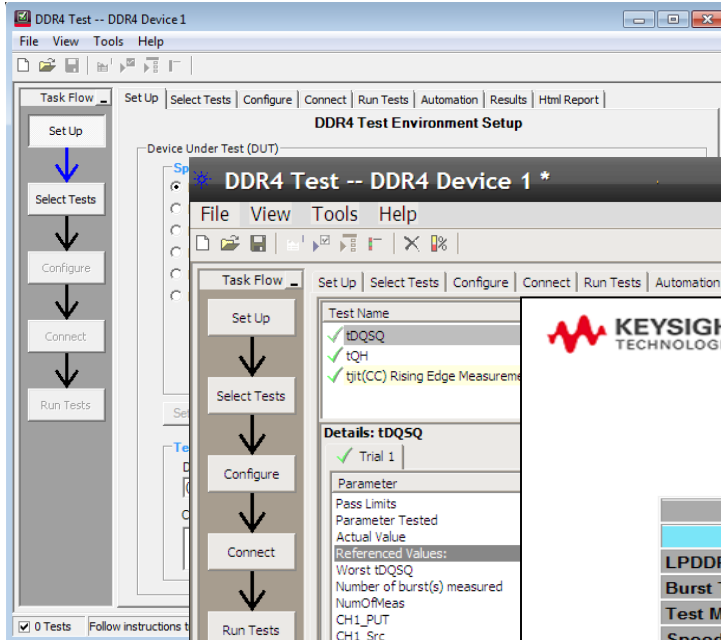 DDR4 Test -- DDR4 Device 1
File View Tools Help
Task Flow
Set Up Select Tests Configure Connect Run Tests Automation Results Html Report
DDR4 Test Environment Setup
Set Up
Device Under Test (DUT)
Select Tests
Configure
Connect
Run Tests
0 Tests Follow instructions
DDR4 Test -- DDR4 Device 1 *
File View Tools Help
Task Flow
Set Up Select Tests Configure Connect Run Tests Automation
Set Up
Select Tests
Configure
Connect
Run Tests
Test Name
tDQSQ
tQH
tjit(CC) Rising Edge
Details: tDQSQ
Trial 1
Parameter
Pass Limits
Parameter Tested
Actual Value
Referenced Values:
Worst tDQSQ
Number of burst(s) measured
NumOfMeas
CH1_PUT
CH1_Src
KEYSIGH
TECHNOLOG
LPDD
Burst
Test M
Speed